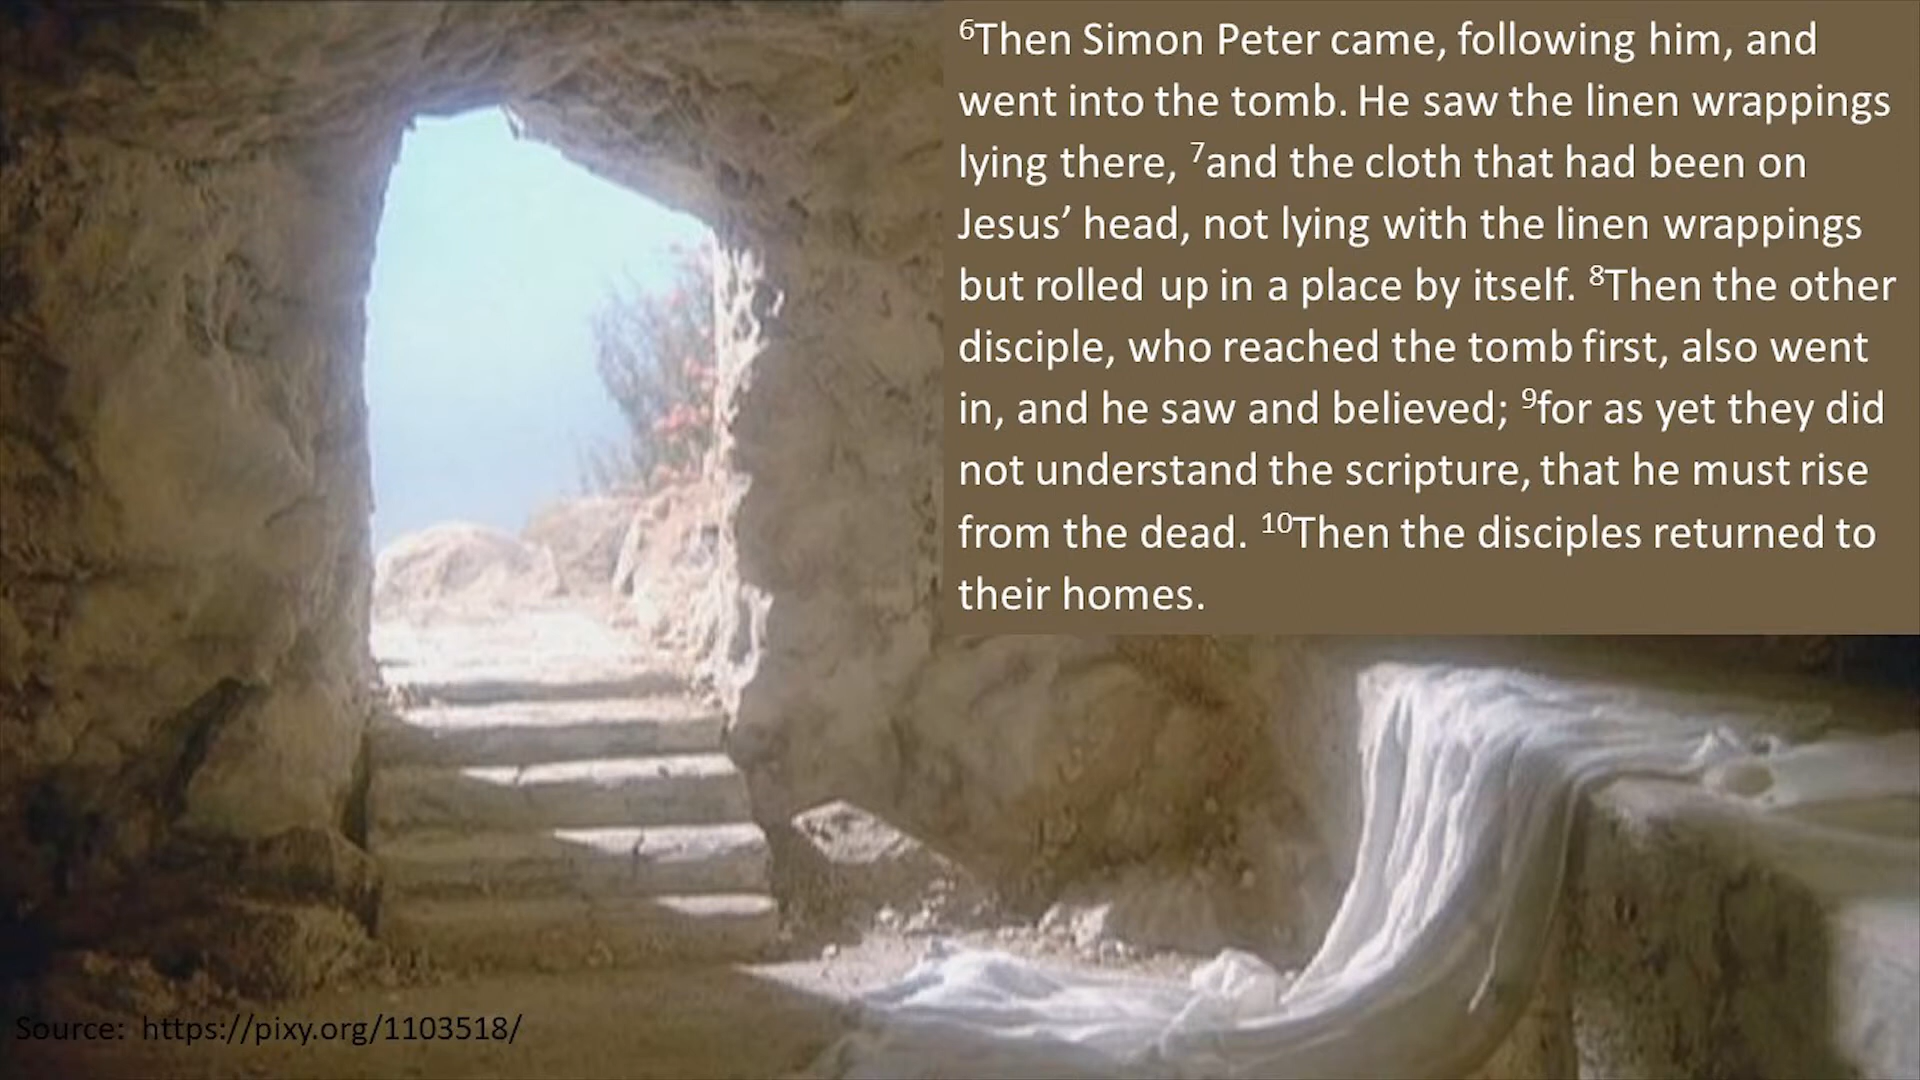 ⁶Then Simon Peter came, following him, and
went into the tomb. He saw the linen wrappings
lying there, ⁷and the cloth that had been on
Jesus’ head, not lying with the linen wrappings
but rolled up in a place by itself. ⁸Then the other
disciple, who reached the tomb first, also went
in, and he saw and believed; ⁹for as yet they did
not understand the scripture, that he must rise
from the dead. ¹⁰Then the disciples returned to
their homes.
Source: https://pixy.org/1103518/